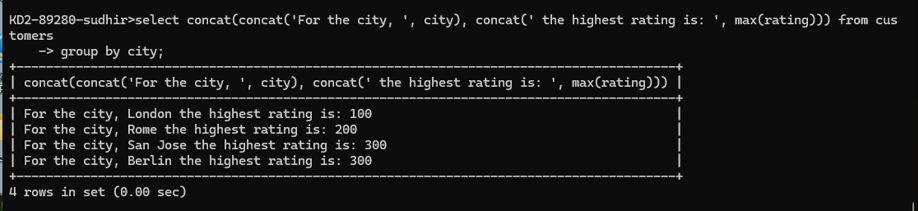 KD2-89280-sudhir>select concat(concat('For the city, ', city), concat(' the highest rating is: ', max(rating))) from cus
tomers
    -> group by city;
+---------------------------------------------------------------------------------+
| concat(concat('For the city, ', city), concat(' the highest rating is: ', max(rating))) |
+---------------------------------------------------------------------------------+
| For the city, London the highest rating is: 100 |
| For the city, Rome the highest rating is: 200 |
| For the city, San Jose the highest rating is: 300 |
| For the city, Berlin the highest rating is: 300 |
+---------------------------------------------------------------------------------+
4 rows in set (0.00 sec)